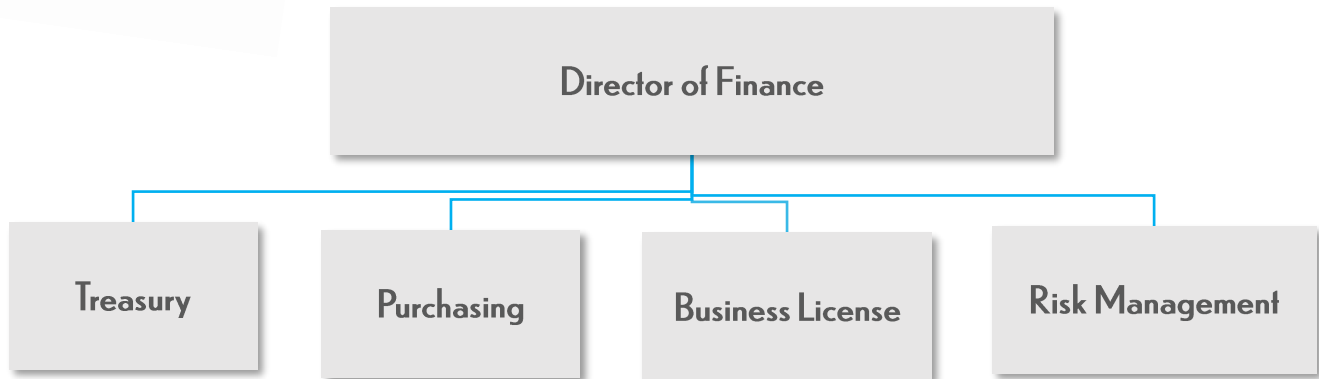 Director of Finance
Treasury
Purchasing
Business License
Risk Management